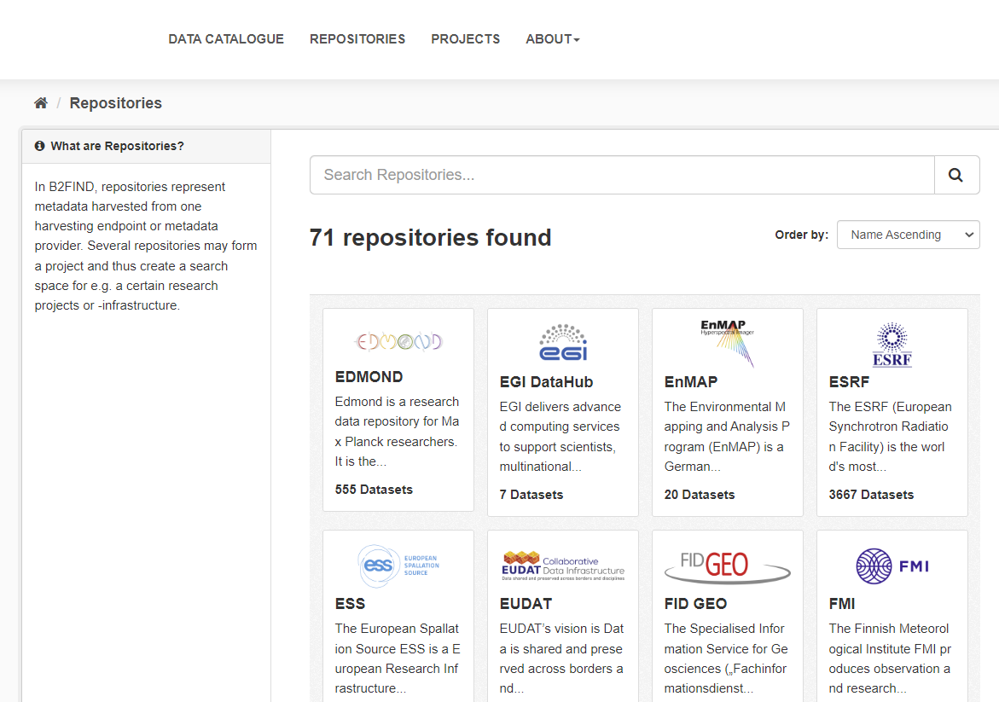 DATA CATALOGUE REPOSITORIES PROJECTS ABOUT
/ Repositories
What are Repositories?
In B2FIND, repositories represent
metadata harvested from one
harvesting endpoint or metadata
provider. Several repositories may form
a project and thus create a search
space for e.g. a certain research
projects or -infrastructure.
Search Repositories...
71 repositories found
Order by: Name Ascending
EDMOND
EDMOND
Edmond is a research
data repository for Ma
x Planck researchers.
It is the...
555 Datasets
egi
EGI DataHub
EGI delivers advance
d computing services
to support scientists,
multinational...
7 Datasets
EnMAP
Hyperspectral Imager
EnMAP
The Environmental M
apping and Analysis P
rogram (EnMAP) is a
German...
20 Datasets
ESRF
ESRF
The ESRF (European
Synchrotron Radiatio
n Facility) is the worl
d's most...
3667 Datasets
ess
EUROPEAN
SPALLATION
SOURCE
ESS
The European Spallat
ion Source ESS is a E
uropean Research Inf
rastructure...
EUDAT Collaborative
Data Infrastructure
Data shared and preserved across borders and disciplines
EUDAT
EUDAT’s vision is Dat
a is shared and prese
rved across borders a
nd...
FID GEO
FID GEO
The Specialised Infor
mation Service for Ge
osciences („Fachinfor
mationsdienst...
FMI
FMI
The Finnish Meteorol
ogical Institute FMI pr
oduces observation a
nd research...